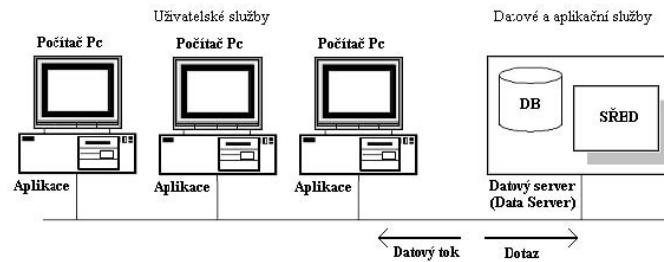 Uživatelské služby
Datové a aplikační služby
Počítač Pc
Počítač Pc
Počítač Pc
DB
SŘED
Aplikace
Aplikace
Aplikace
Datový server
(Data Server)
Datový tok
Dotaz